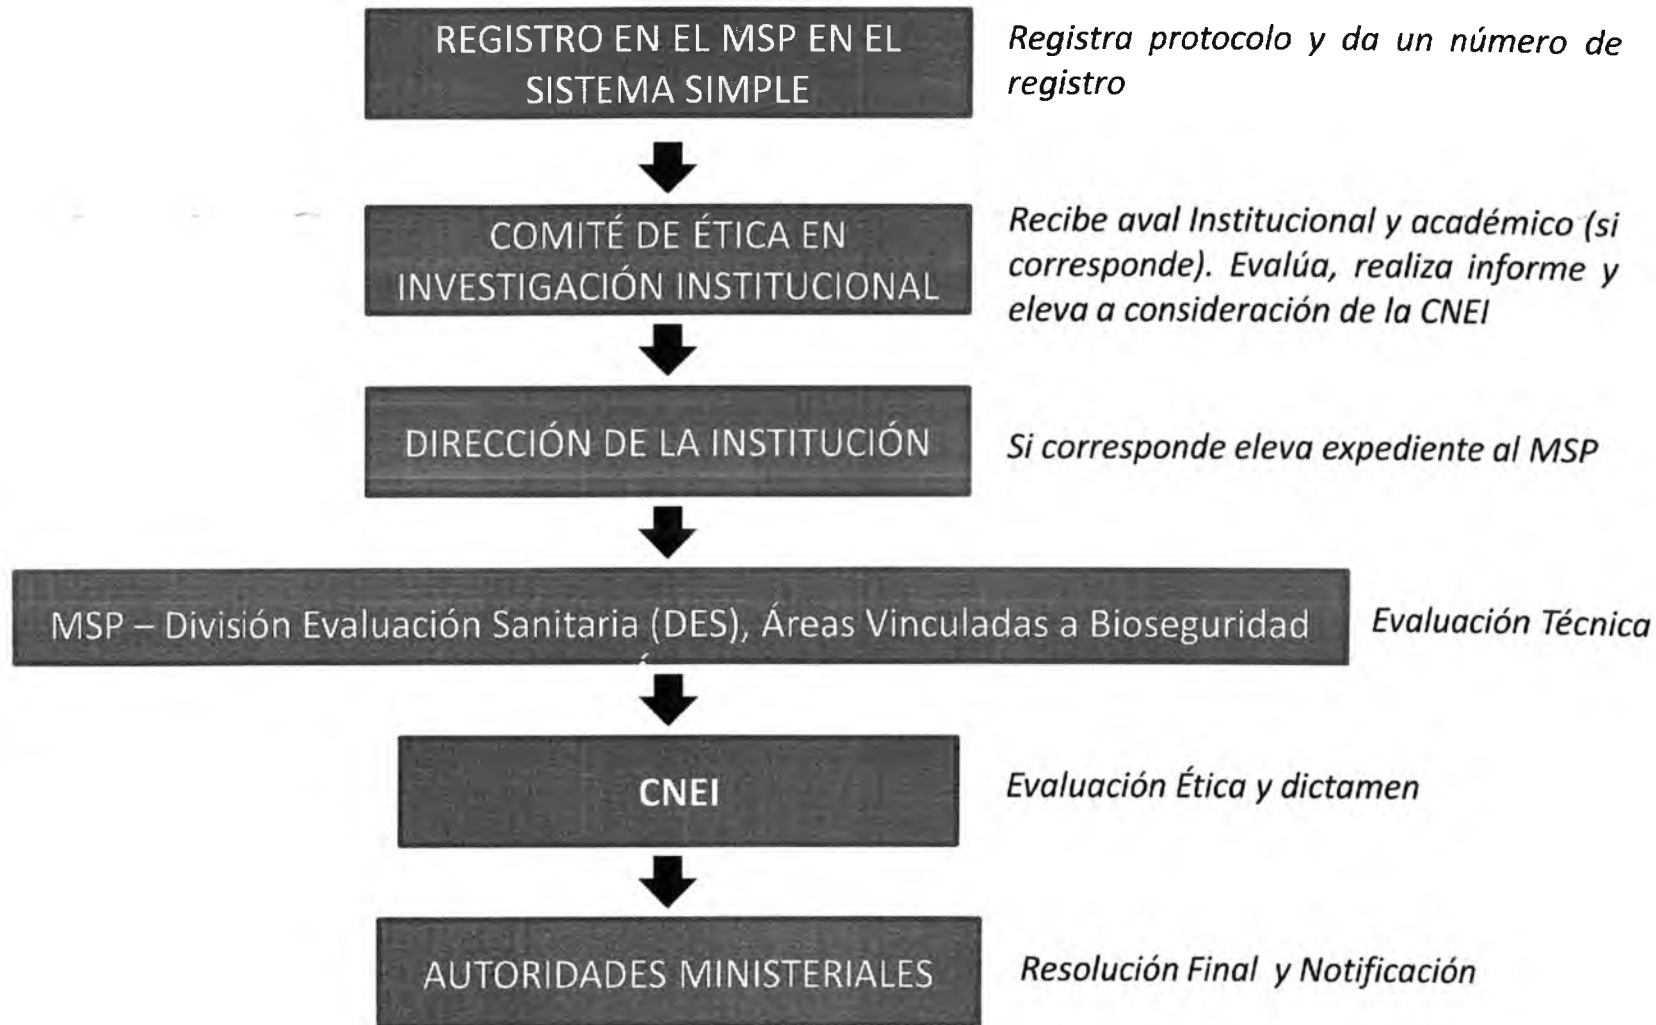 REGISTRO EN EL MSP EN EL
SISTEMA SIMPLE
Registra protocolo y da un número de
registro
COMITÉ DE ÉTICA EN
INVESTIGACIÓN INSTITUCIONAL
Recibe aval Institucional y académico (si
corresponde). Evalúa, realiza informe y
eleva a consideración de la CNEI
DIRECCIÓN DE LA INSTITUCIÓN
Si corresponde eleva expediente al MSP
MSP – División Evaluación Sanitaria (DES), Áreas Vinculadas a Bioseguridad
Evaluación Técnica
CNEI
Evaluación Ética y dictamen
AUTORIDADES MINISTERIALES
Resolución Final y Notificación